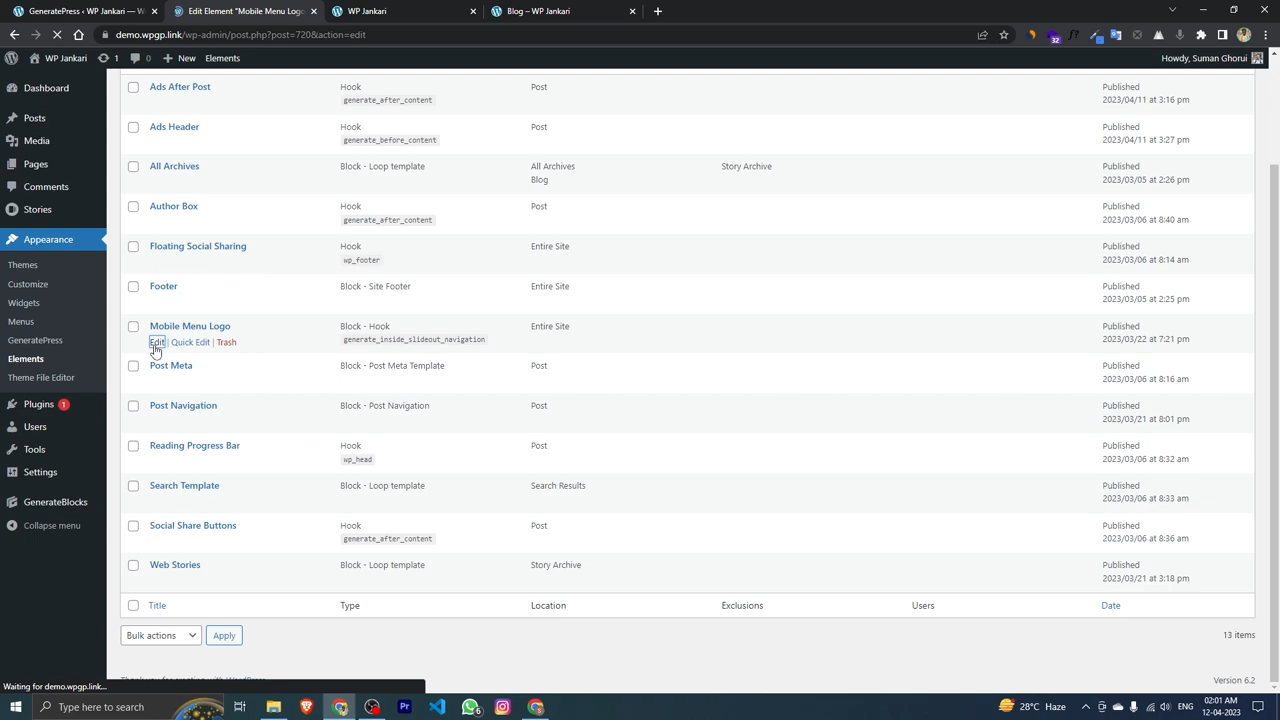 GeneratePress ‹ WP Jankari — W
Edit "Mobile Menu Logo"
WP Jankari
Blog – WP Jankari
demo.wpgp.link/wp-admin/post.php?post=720&action=edit
WP Jankari
1
0
New
Elements
Howdy, Suman Ghorui
Dashboard
Posts
Media
Pages
Comments
Stories
Appearance
Themes
Customize
Widgets
Menus
GeneratePress
Elements
Theme File Editor
Plugins 1
Users
Tools
Settings
GenerateBlocks
Collapse menu
Ads After Post Hook Post Published
generate_after_content 2023/04/11 at 3:16 pm
Ads Header Hook Post Published
generate_before_content 2023/04/11 at 3:27 pm
All Archives Block - Loop template All Archives Story Archive Published
Blog 2023/03/05 at 2:26 pm
Author Box Hook Post Published
generate_after_content 2023/03/06 at 8:40 am
Floating Social Sharing Hook Entire Site Published
wp_footer 2023/03/06 at 8:14 am
Footer Block - Site Footer Entire Site Published
2023/03/05 at 2:25 pm
Mobile Menu Logo Block - Hook Entire Site Published
Edit | Quick Edit | Trash generate_inside_slideout_navigation 2023/03/22 at 7:21 pm
Post Meta Block - Post Meta Template Post Published
2023/03/06 at 8:16 am
Post Navigation Block - Post Navigation Post Published
2023/03/21 at 8:01 pm
Reading Progress Bar Hook Post Published
wp_head 2023/03/06 at 8:32 am
Search Template Block - Loop template Search Results Published
2023/03/06 at 8:33 am
Social Share Buttons Hook Post Published
generate_after_content 2023/03/06 at 8:36 am
Web Stories Block - Loop template Story Archive Published
2023/03/21 at 3:18 pm
Title Type Location Exclusions Users Date
Bulk actions Apply 13 items
Version 6.2
Waiting for demo.wpgp.link...
Type here to search
28°C Haze
ENG
02:01 AM
12-04-2023